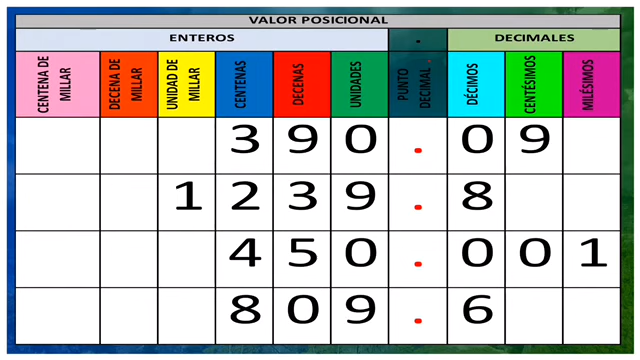 VALOR POSICIONAL
ENTEROS . DECIMALES
CENTENA DE MILLAR DECENA DE MILLAR UNIDAD DE MILLAR CENTENAS DECENAS UNIDADES PUNTO DECIMAL . DÉCIMOS CENTÉSIMOS MILÉSIMOS
3 9 0 . 0 9
1 2 3 9 . 8
4 5 0 . 0 0 1
8 0 9 . 6